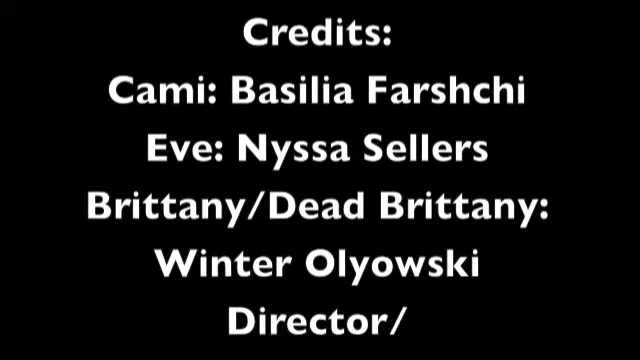 Credits:
Cami: Basilia Farshchi
Eve: Nyssa Sellers
Brittany/Dead Brittany:
Winter Olyowski
Director/